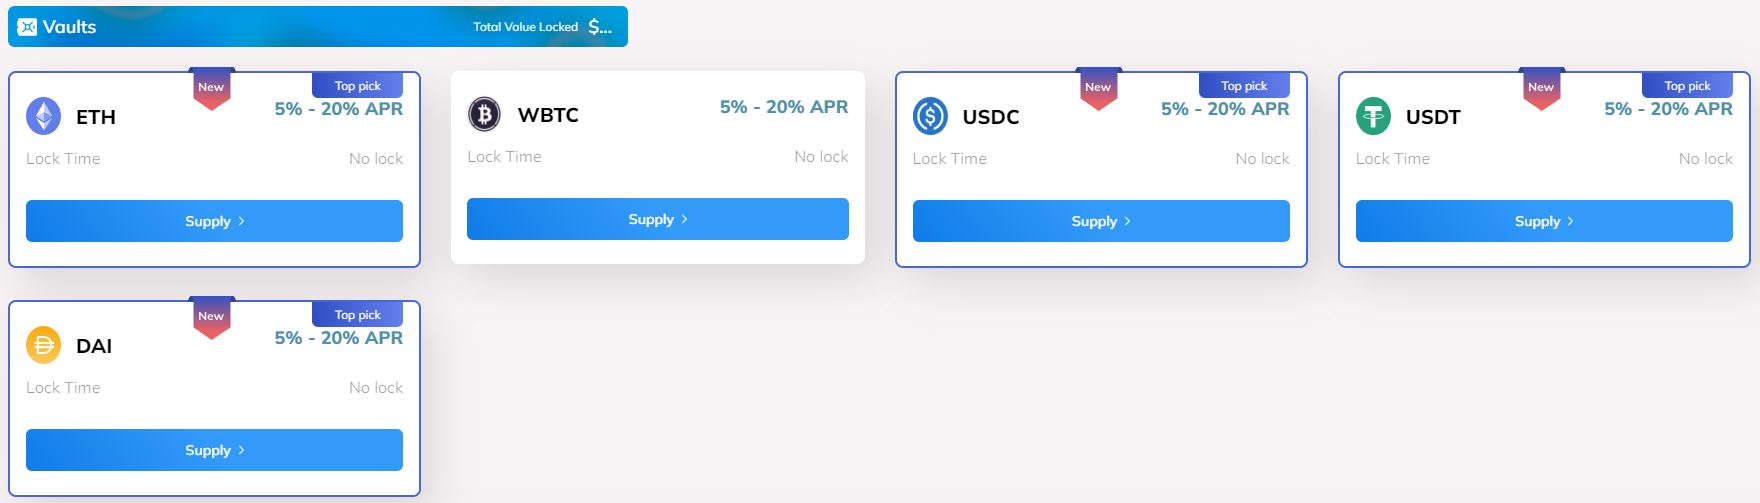 Vaults Total Value Locked $...
New Top pick
ETH 5% - 20% APR
Lock Time No lock
Supply >
WBTC 5% - 20% APR
Lock Time No lock
Supply >
New Top pick
USDC 5% - 20% APR
Lock Time No lock
Supply >
New Top pick
USDT 5% - 20% APR
Lock Time No lock
Supply >
New Top pick
DAI 5% - 20% APR
Lock Time No lock
Supply >